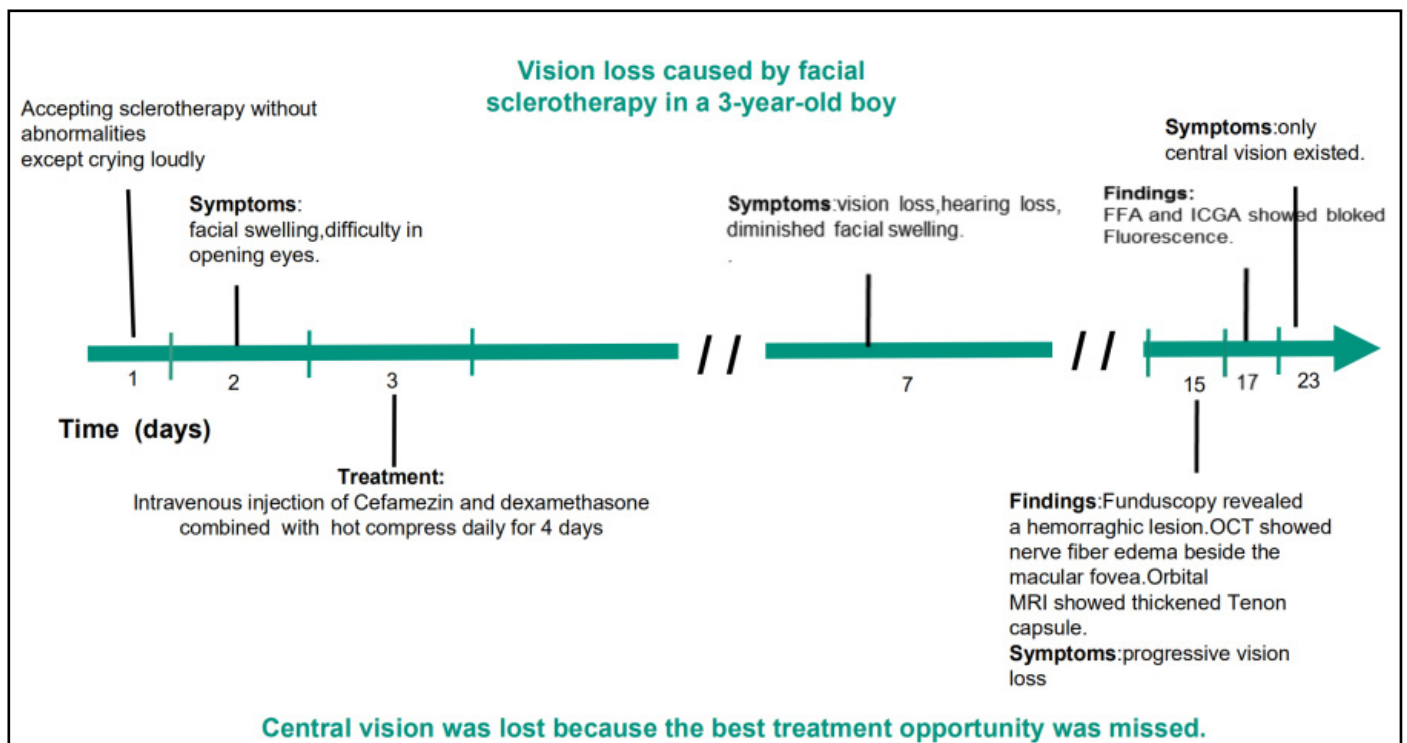 Vision loss caused by facial
sclerotherapy in a 3-year-old boy
Accepting sclerotherapy without
abnormalities
except crying loudly
Symptoms:
facial swelling,difficulty in
opening eyes.
Symptoms:vision loss,hearing loss,
diminished facial swelling.
.
Symptoms:only
central vision existed.
Findings:
FFA and ICGA showed bloked
Fluorescence.
1
2
3
7
15
17
23
Time (days)
Treatment:
Intravenous injection of Cefamezin and dexamethasone
combined with hot compress daily for 4 days
Findings:Funduscopy revealed
a hemorraghic lesion.OCT showed
nerve fiber edema beside the
macular fovea.Orbital
MRI showed thickened Tenon
capsule.
Symptoms:progressive vision
loss
Central vision was lost because the best treatment opportunity was missed.